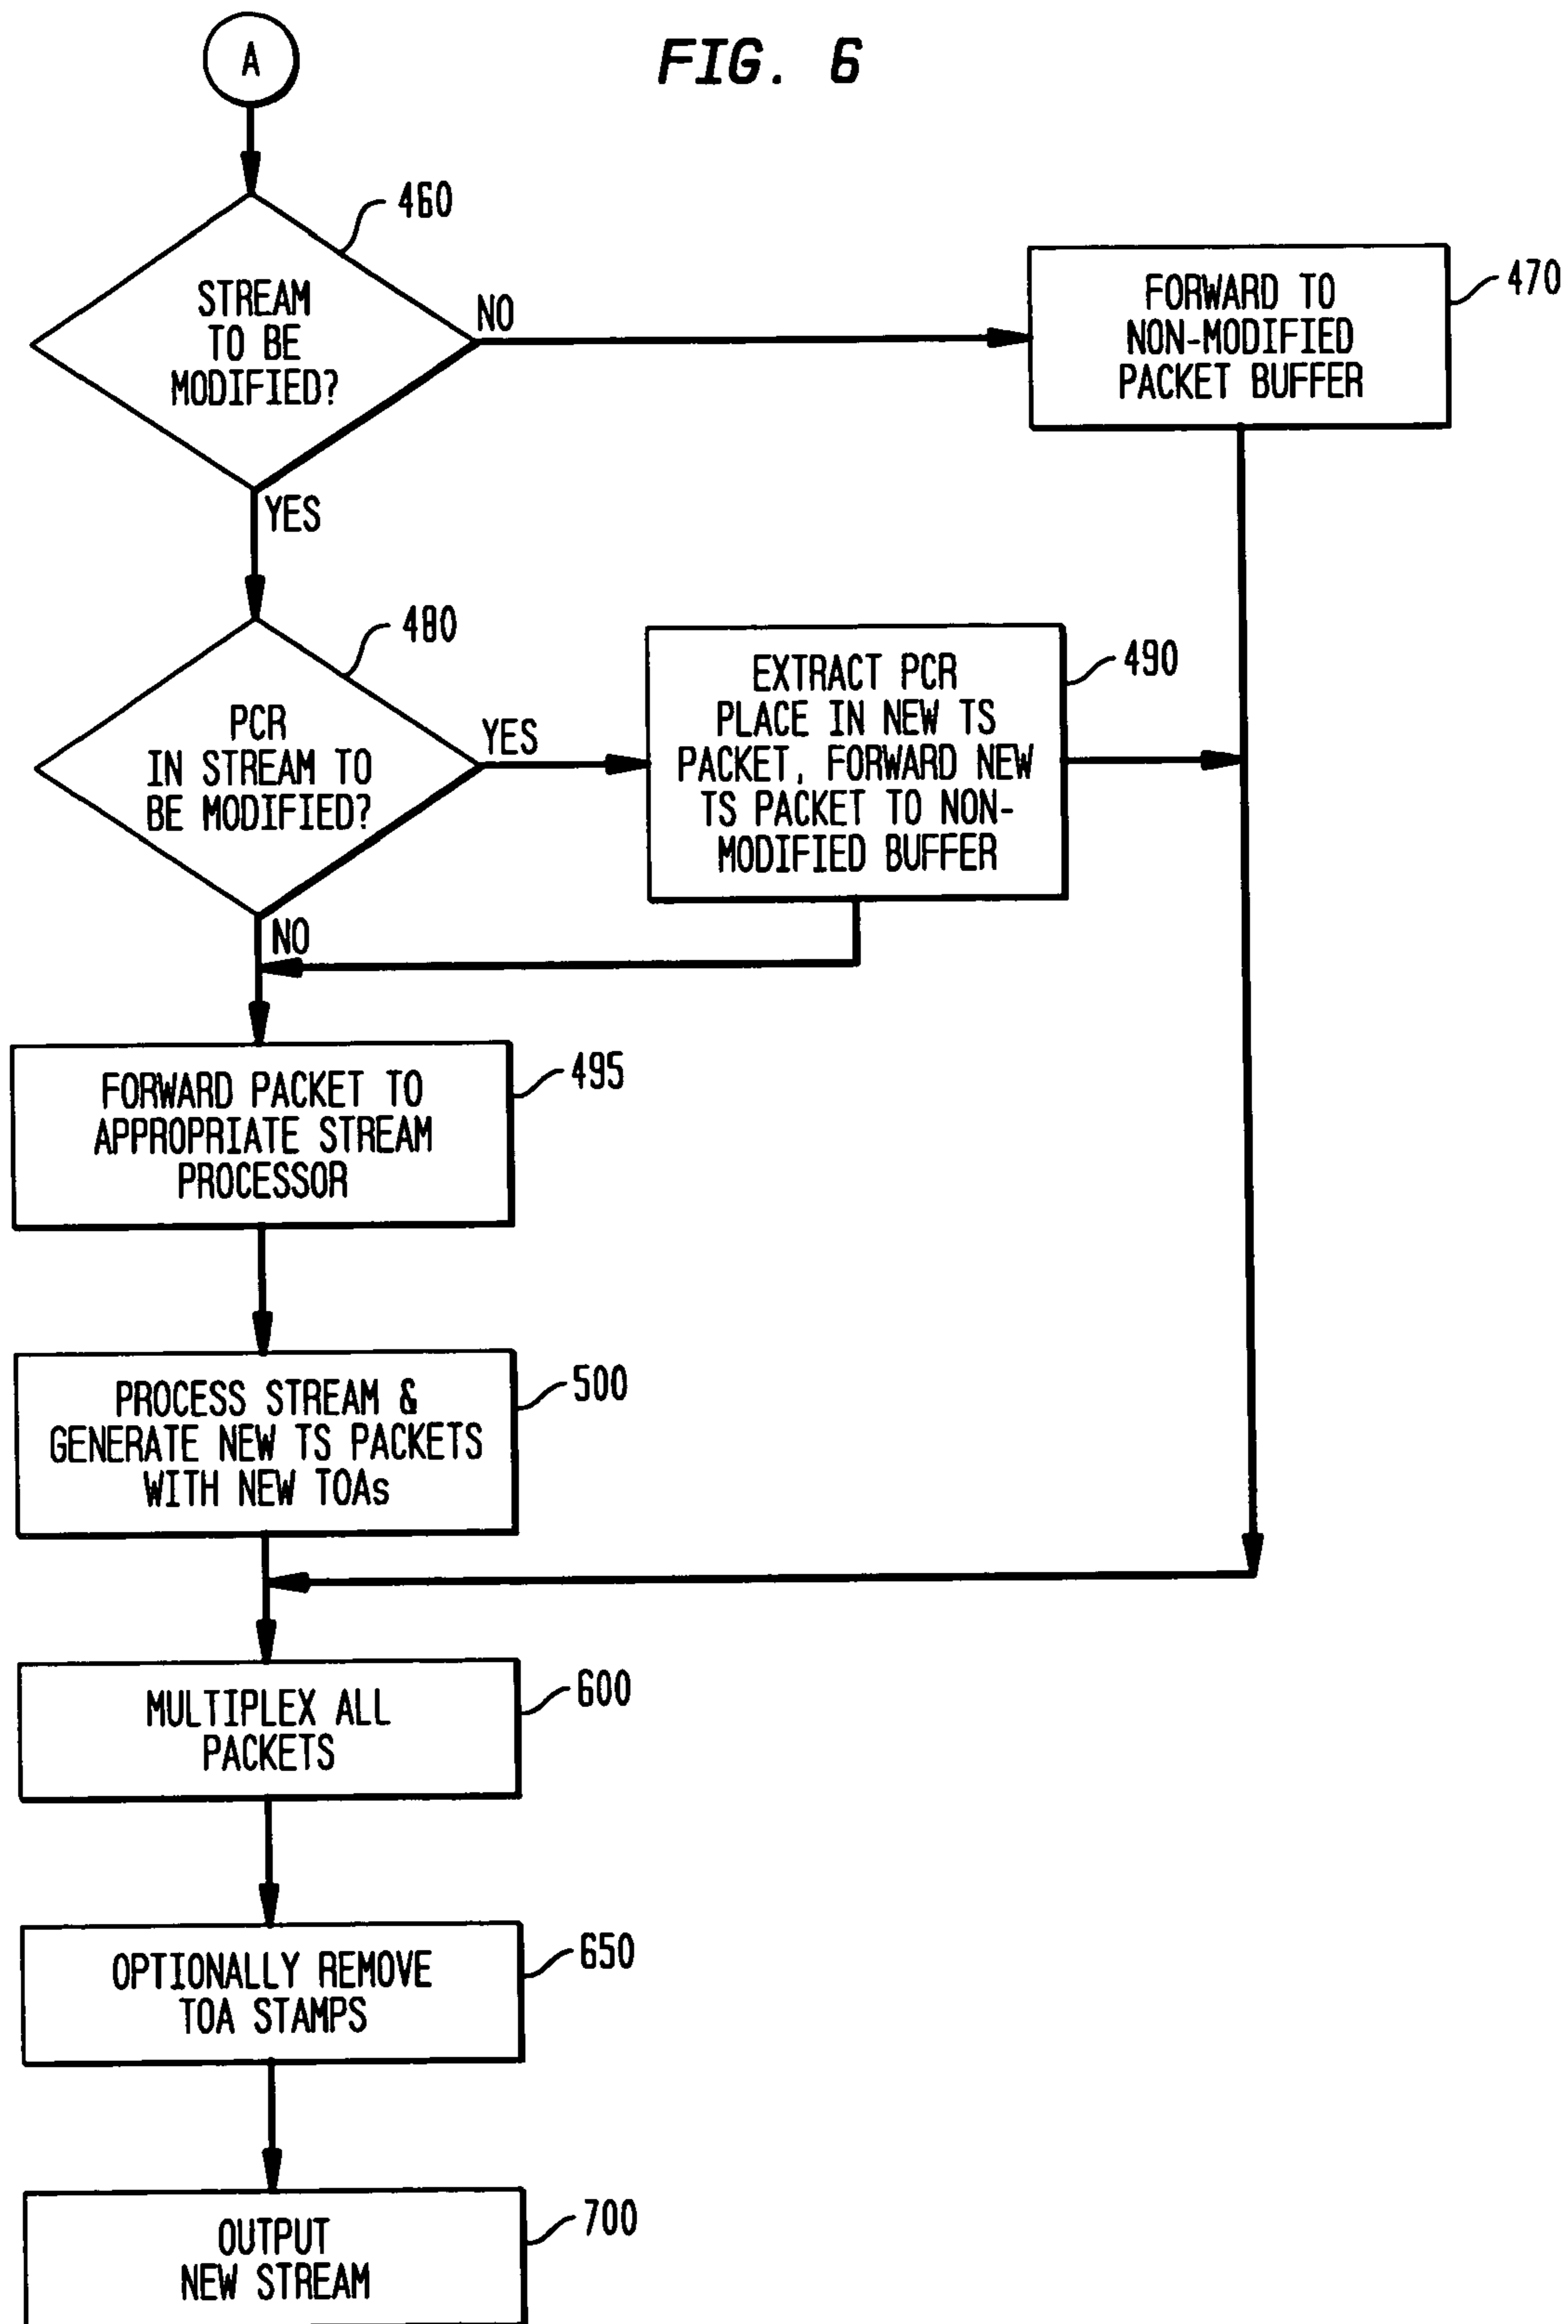 A
FIG. 6
460
STREAM
TO BE
MODIFIED?
NO
FORWARD TO
NON-MODIFIED
PACKET BUFFER
470
YES
480
PCR
IN STREAM TO
BE MODIFIED?
YES
EXTRACT PCR
PLACE IN NEW TS
PACKET, FORWARD NEW
TS PACKET TO NON-
MODIFIED BUFFER
490
NO
FORWARD PACKET TO
APPROPRIATE STREAM
PROCESSOR
495
PROCESS STREAM &
GENERATE NEW TS PACKETS
WITH NEW TOAs
500
MULTIPLEX ALL
PACKETS
600
OPTIONALLY REMOVE
TOA STAMPS
650
OUTPUT
NEW STREAM
700